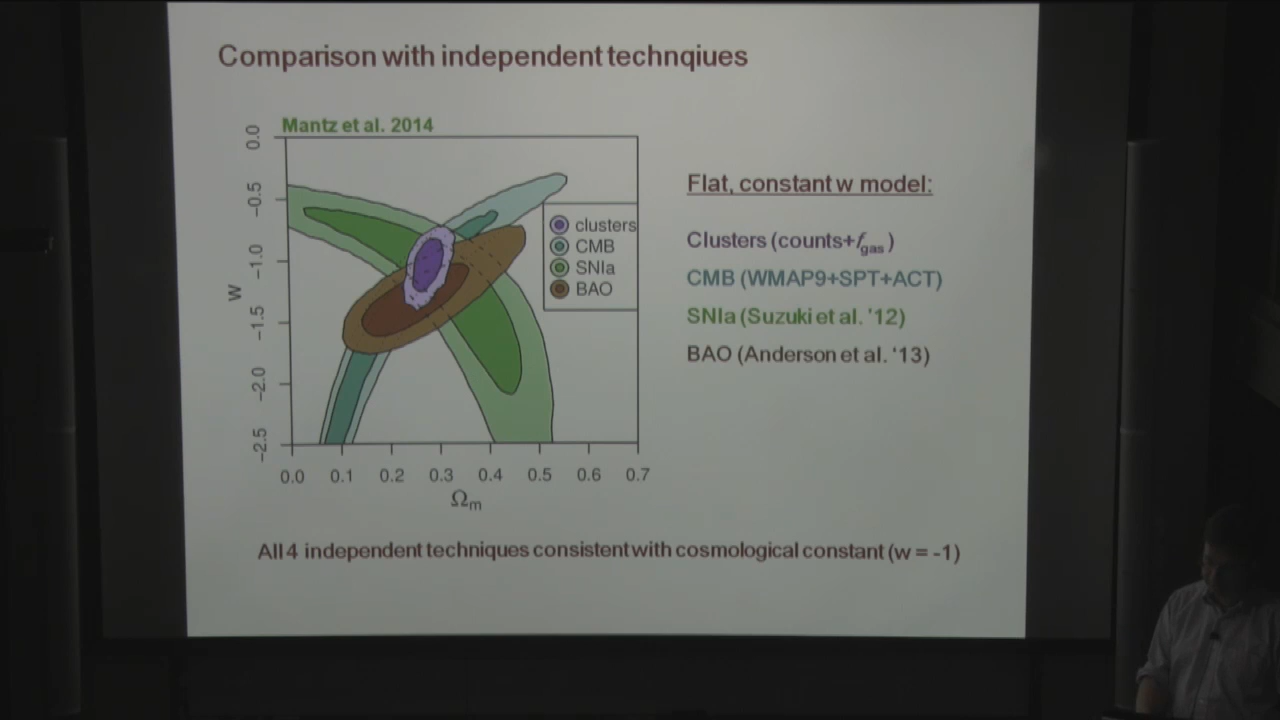 Comparison with independent technqiues
Mantz et al. 2014
0.0
-0.5
-1.0
-1.5
-2.0
-2.5
w
clusters
CMB
SNIa
BAO
0.0 0.1 0.2 0.3 0.4 0.5 0.6 0.7
Ωm
Flat, constant w model:
Clusters (counts+fgas)
CMB (WMAP9+SPT+ACT)
SNIa (Suzuki et al. '12)
BAO (Anderson et al. '13)
All 4 independent techniques consistent with cosmological constant (w = -1)